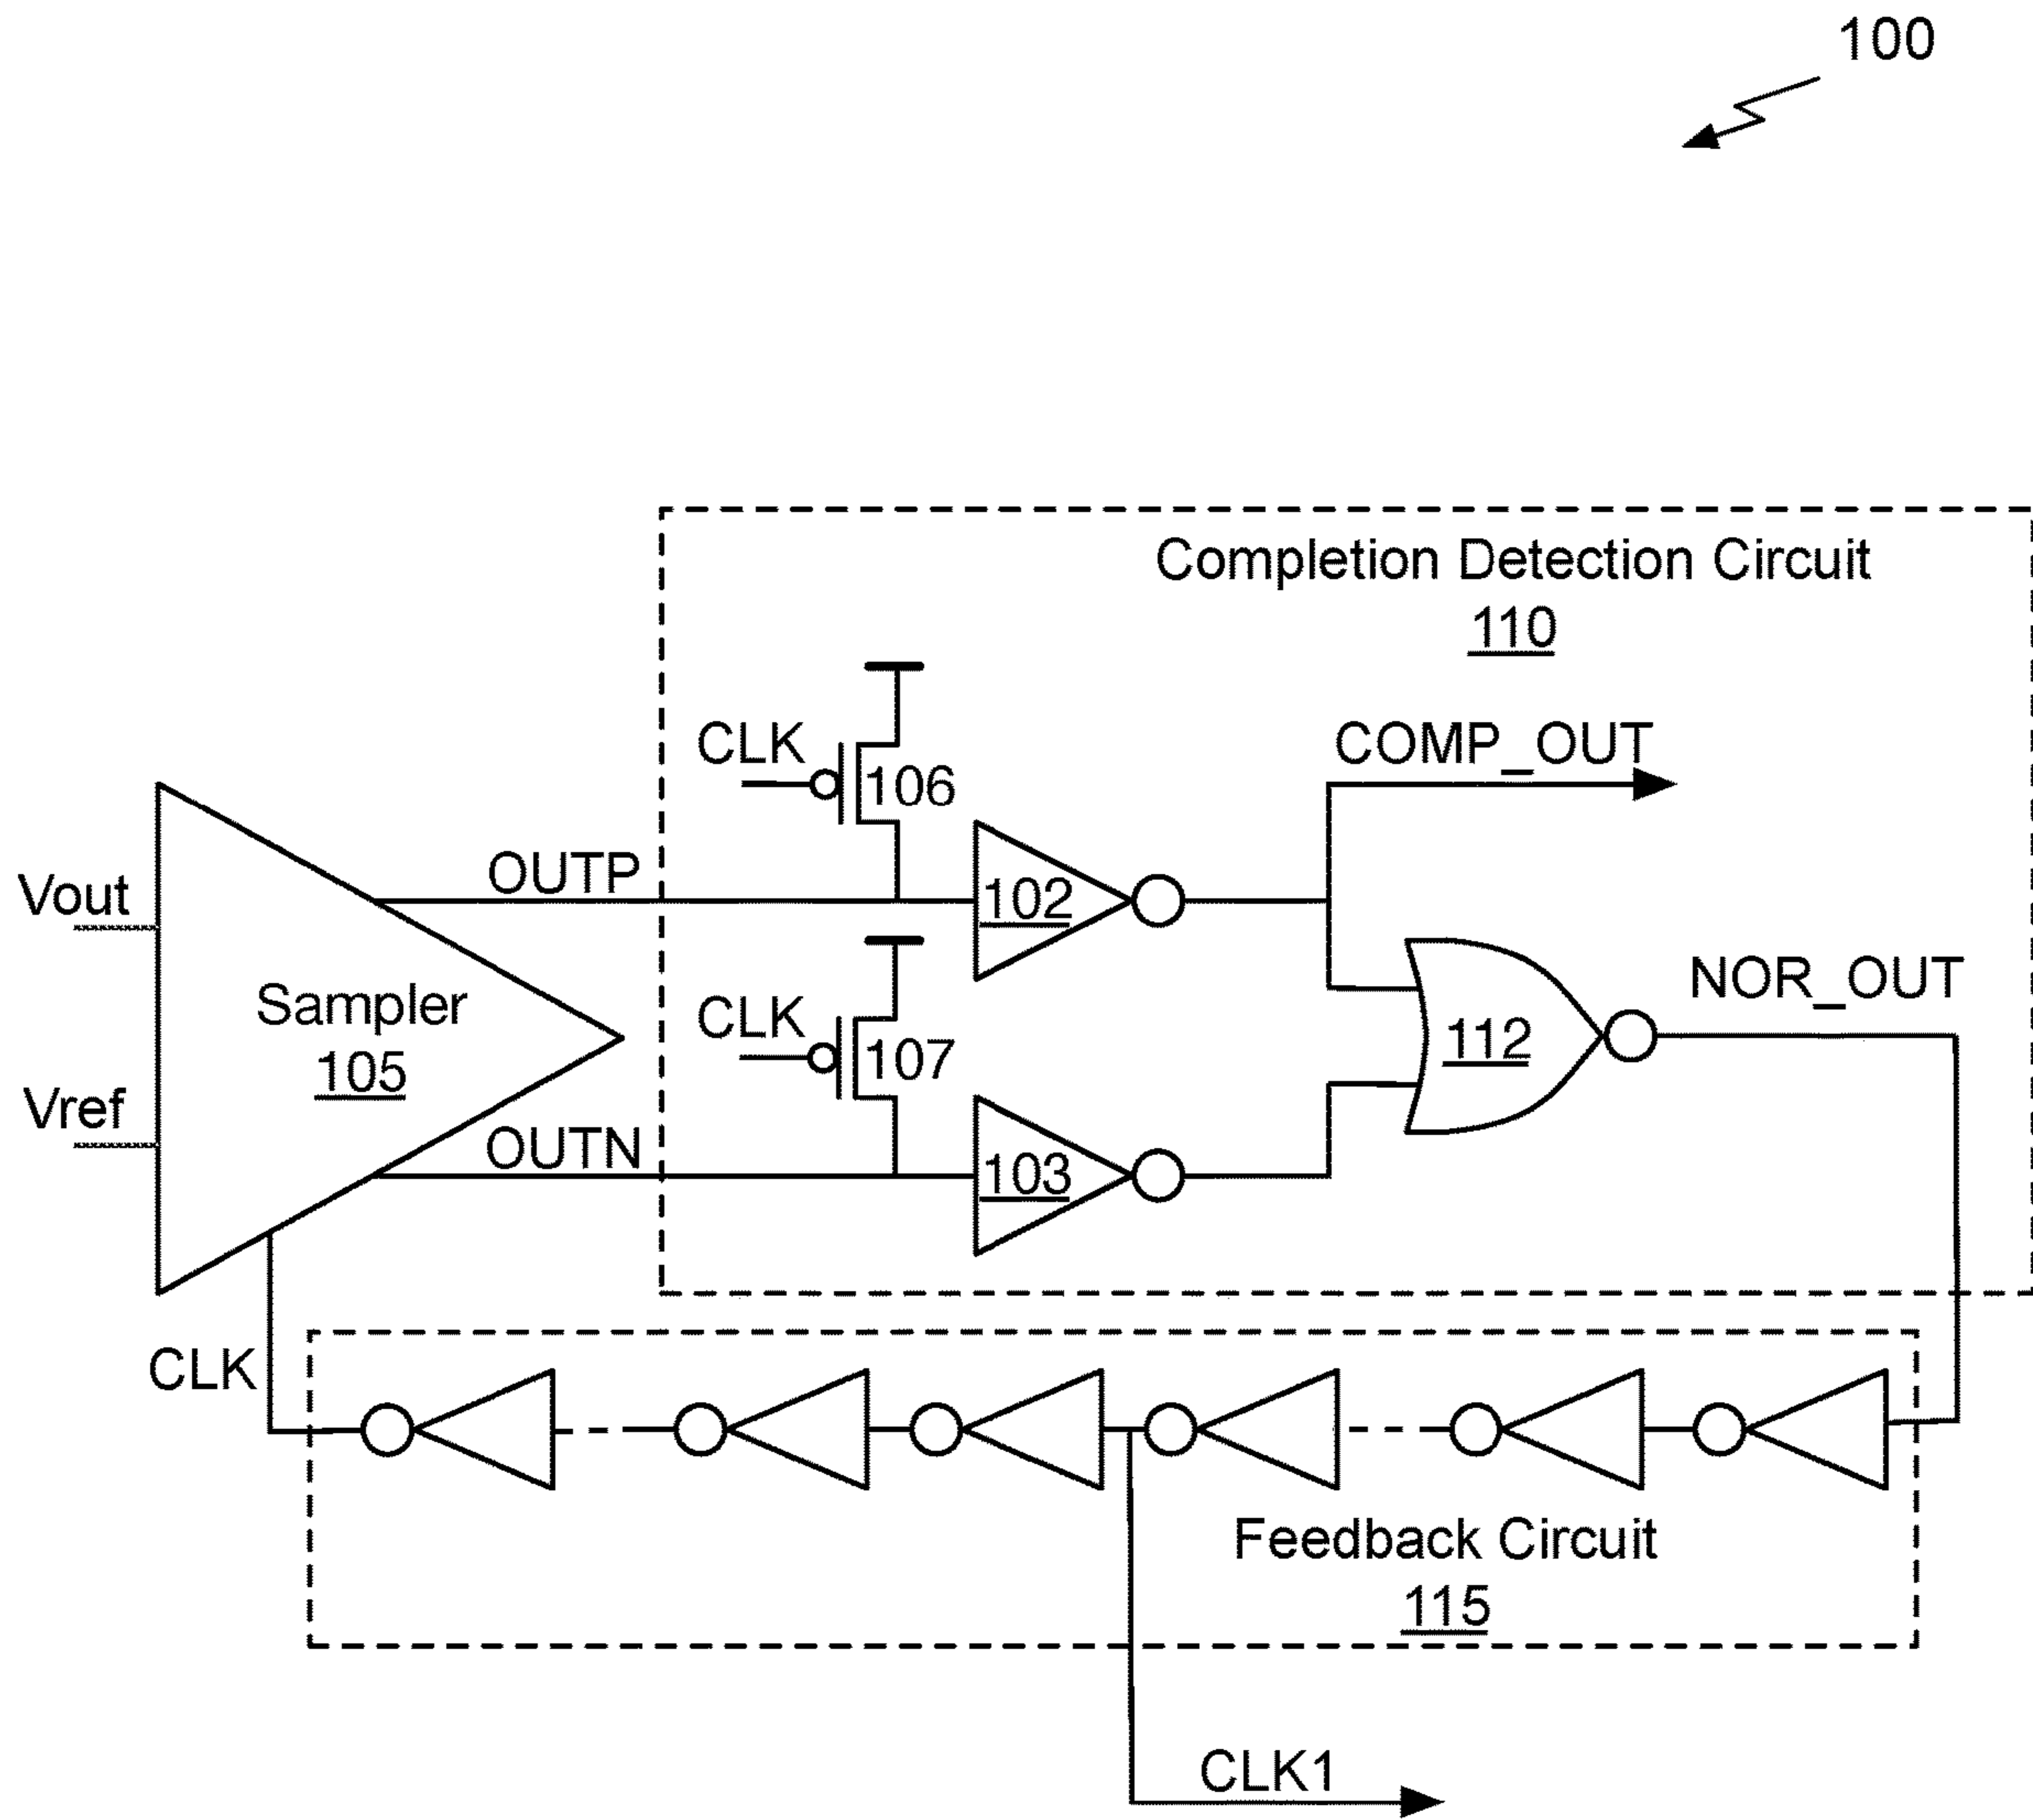 100
Completion Detection Circuit
110
CLK
106
COMP_OUT
OUTP
102
Vout
CLK
107
NOR_OUT
112
Sampler
105
Vref
OUTN
103
CLK
Feedback Circuit
115
CLK1